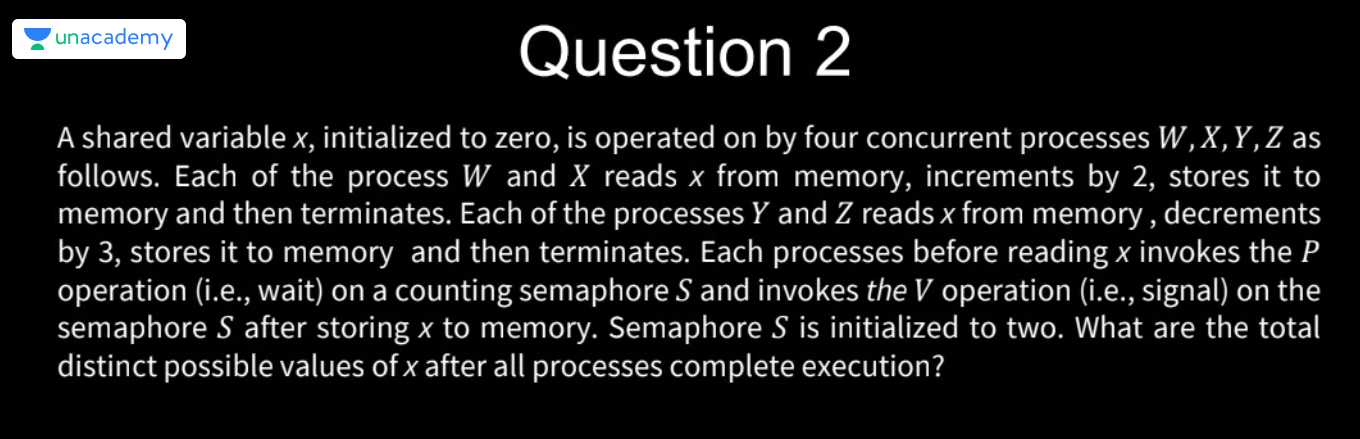 unacademy
Question 2
A shared variable x, initialized to zero, is operated on by four concurrent processes W, X, Y, Z as
follows. Each of the process W and X reads x from memory, increments by 2, stores it to
memory and then terminates. Each of the processes Y and Z reads x from memory , decrements
by 3, stores it to memory and then terminates. Each processes before reading x invokes the P
operation (i.e., wait) on a counting semaphore S and invokes the V operation (i.e., signal) on the
semaphore S after storing x to memory. Semaphore S is initialized to two. What are the total
distinct possible values of x after all processes complete execution?